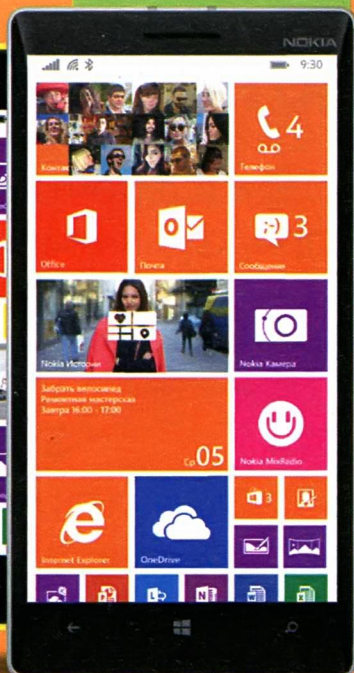 NOKIA
9:30
Контак
4
Телефон
Office
Почта
3
Сообщения
Nokia Истории
Nokia Камера
Забрать велосипед
Ремонтная мастерская
Завтра 16:00 - 17:00
Ср 05
Nokia MixRadio
3
Internet Explorer
OneDrive